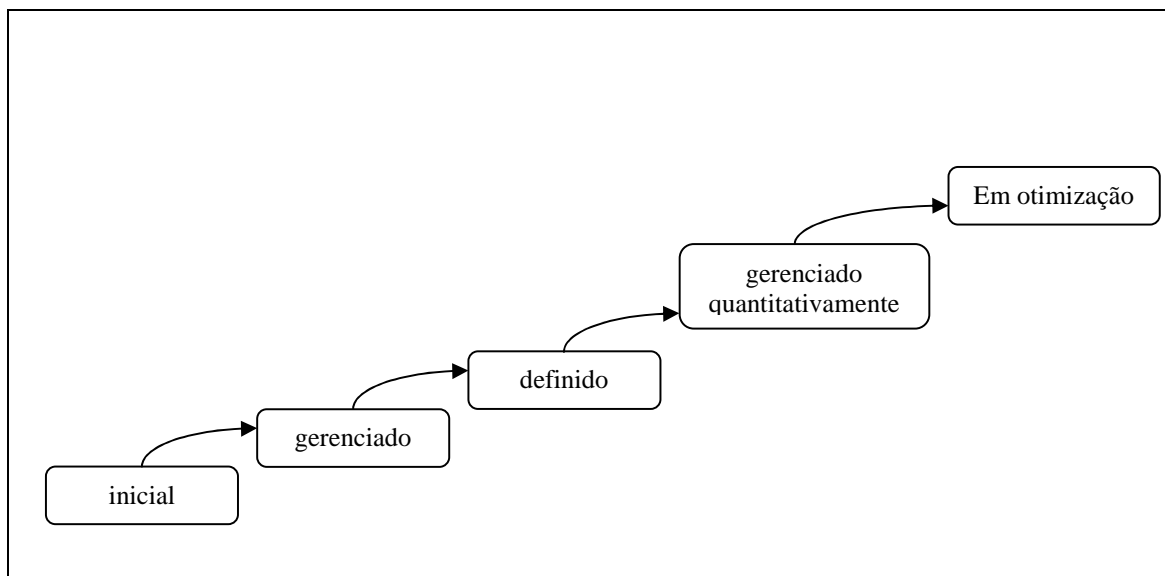 Em otimização
gerenciado
quantitativamente
definido
gerenciado
inicial